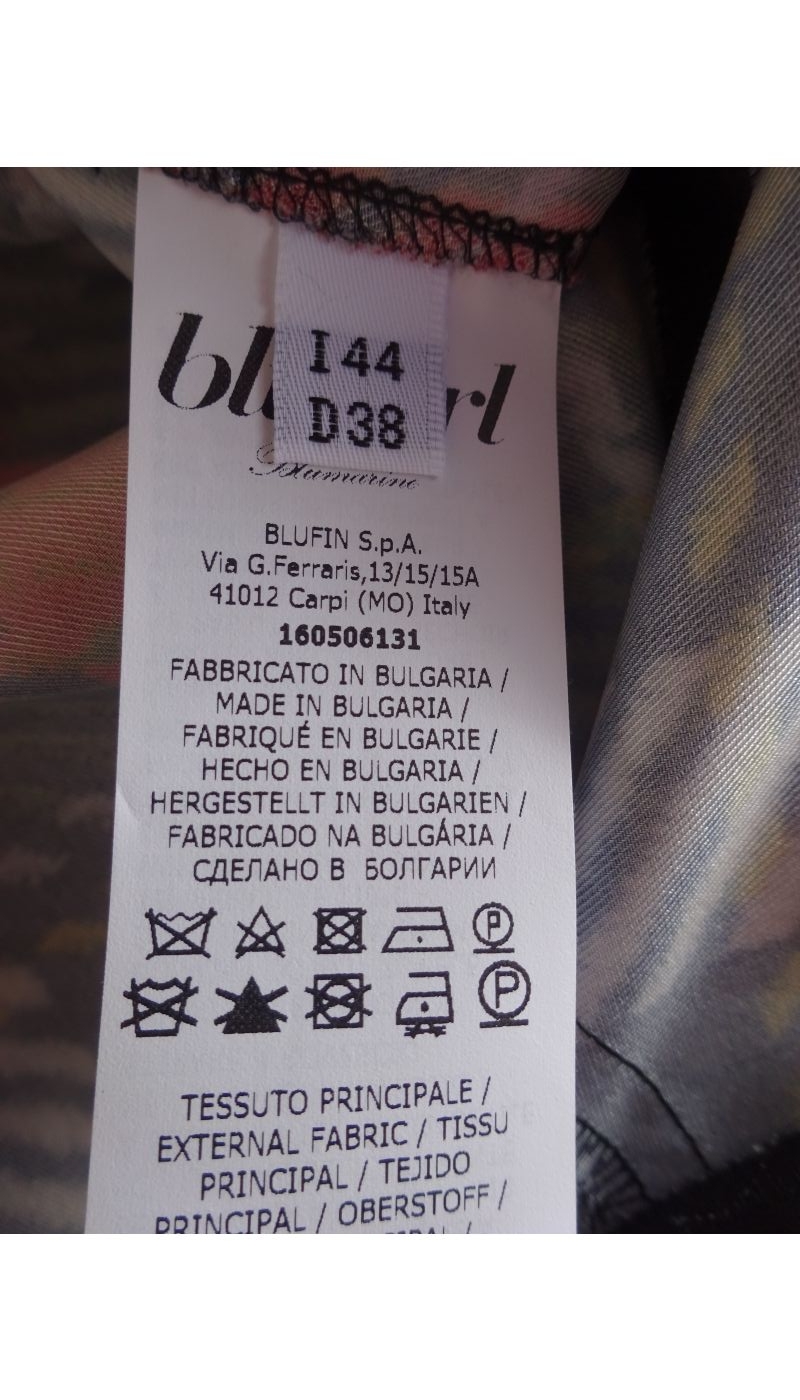 I 44
D38
Blumarine
BLUFIN S.p.A.
Via G.Ferraris,13/15/15A
41012 Carpi (MO) Italy
160506131
FABBRICATO IN BULGARIA /
MADE IN BULGARIA /
FABRIQUÉ EN BULGARIE /
HECHO EN BULGARIA /
HERGESTELLT IN BULGARIEN /
FABRICADO NA BULGÁRIA /
СДЕЛАНО В БОЛГАРИИ
P
P
TESSUTO PRINCIPALE /
EXTERNAL FABRIC / TISSU
PRINCIPAL / TEJIDO
PRINCIPAL / OBERSTOFF /